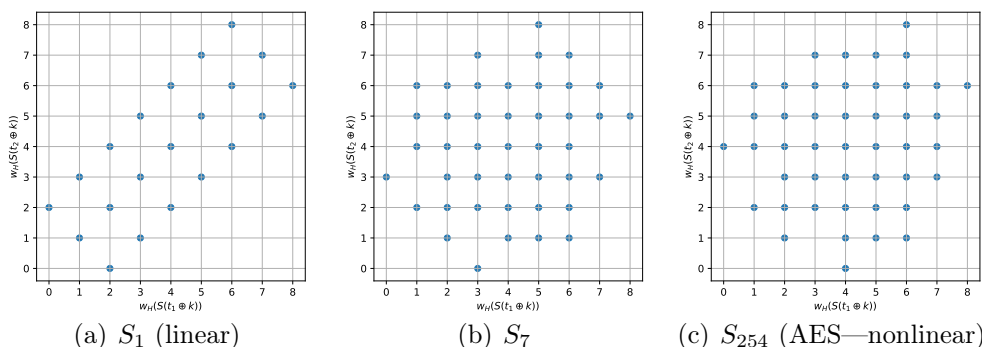 8 7 6 5 4 3 2 1 0
w_H(S(t_2 ⊕ k))
0 1 2 3 4 5 6 7 8
w_H(S(t_1 ⊕ k))
(a) S_1 (linear)
8 7 6 5 4 3 2 1 0
w_H(S(t_2 ⊕ k))
0 1 2 3 4 5 6 7 8
w_H(S(t_1 ⊕ k))
(b) S_7
8 7 6 5 4 3 2 1 0
w_H(S(t_2 ⊕ k))
0 1 2 3 4 5 6 7 8
w_H(S(t_1 ⊕ k))
(c) S_254 (AES—nonlinear)